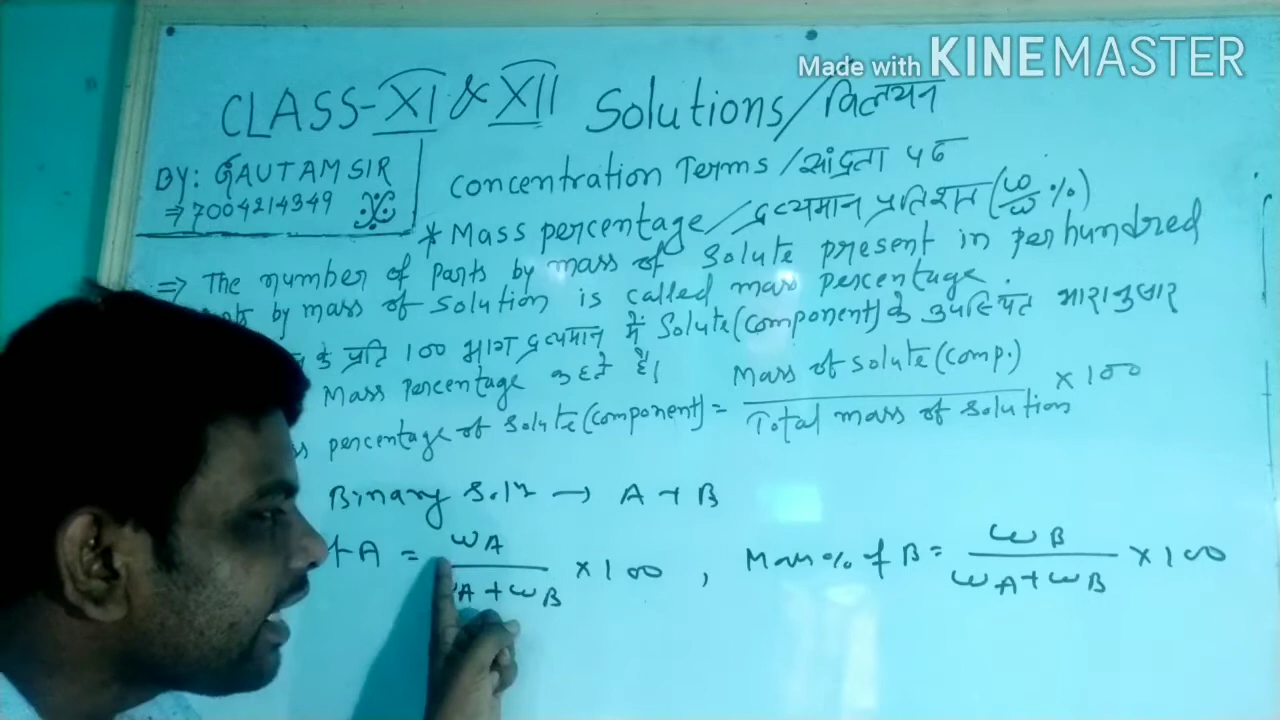 Made with KINEMASTER
CLASS-XI & XII Solutions/विलयन
BY: GAUTAM SIR
⇒7004214349
Concentration Terms/सांद्रता पद
* Mass percentage/द्रव्यमान प्रतिशत (w/w %)
⇒ The number of parts by mass of solute present in per hundred
by mass of solution is called mass percentage.
के प्रति 100 भाग द्रव्यमान में Solute(component) के उपस्थित भारानुसार
Mass Percentage कहते है।
percentage of solute(component) = Mass of solute(comp.) / Total mass of solution × 100
Binary Solⁿ → A + B
A = wA / wA + wB × 100 , Mass % of B = wB / wA + wB × 100